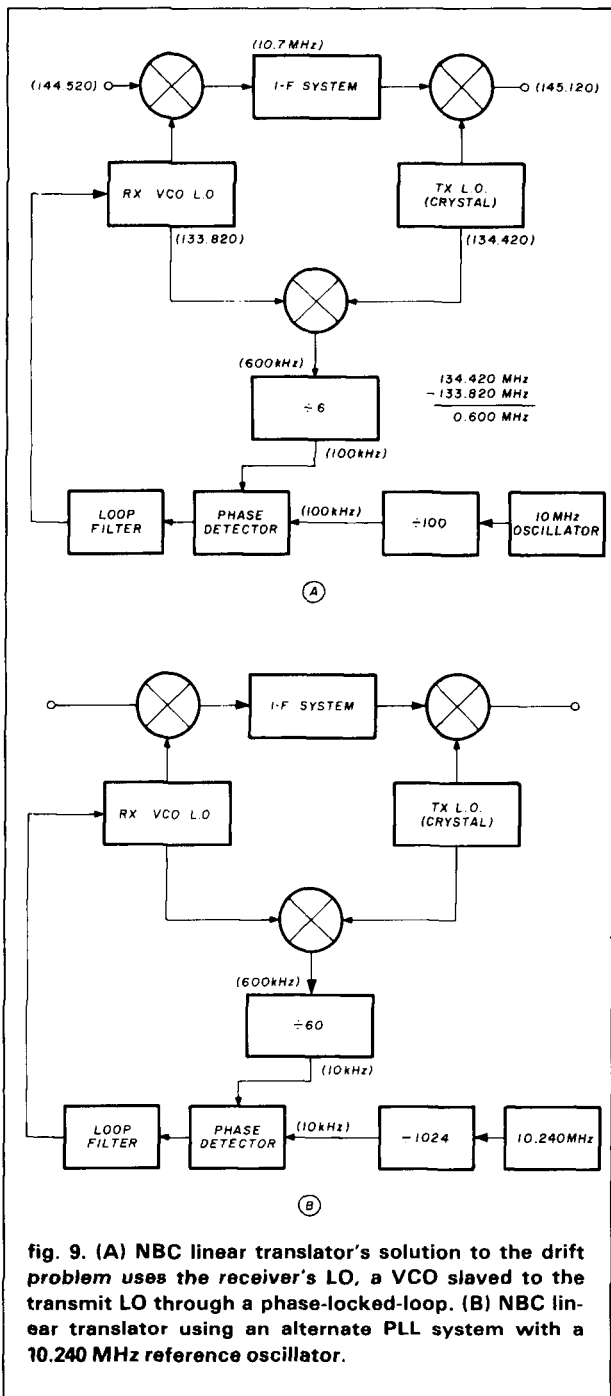 (10.7 MHz)
(144.520)
I-F SYSTEM
(145.120)
RX VCO L.O
TX L.O.
(CRYSTAL)
(133.820)
(134.420)
(600kHz)
134.420 MHz
-133.820 MHz
0.600 MHz
÷6
(100kHz)
LOOP
FILTER
PHASE
DETECTOR
(100kHz)
÷100
10 MHz
OSCILLATOR
A
I-F SYSTEM
RX VCO L.O
TX L.O.
(CRYSTAL)
(600kHz)
÷60
(10kHz)
LOOP
FILTER
PHASE
DETECTOR
(10kHz)
-1024
10.240MHz
B
fig. 9. (A) NBC linear translator's solution to the drift
problem uses the receiver's LO, a VCO slaved to the
transmit LO through a phase-locked-loop. (B) NBC lin-
ear translator using an alternate PLL system with a
10.240 MHz reference oscillator.